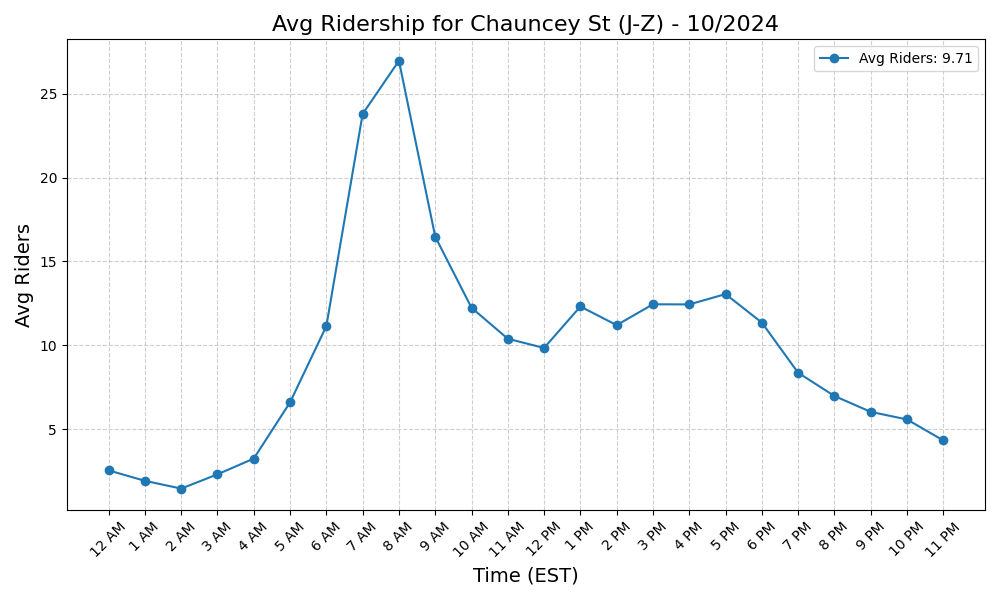 Avg Ridership for Chauncey St (J-Z) - 10/2024
Avg Riders: 9.71
Avg Riders
25
20
15
10
5
12 AM
1 AM
2 AM
3 AM
4 AM
5 AM
6 AM
7 AM
8 AM
9 AM
10 AM
11 AM
12 PM
1 PM
2 PM
3 PM
4 PM
5 PM
6 PM
7 PM
8 PM
9 PM
10 PM
11 PM
Time (EST)